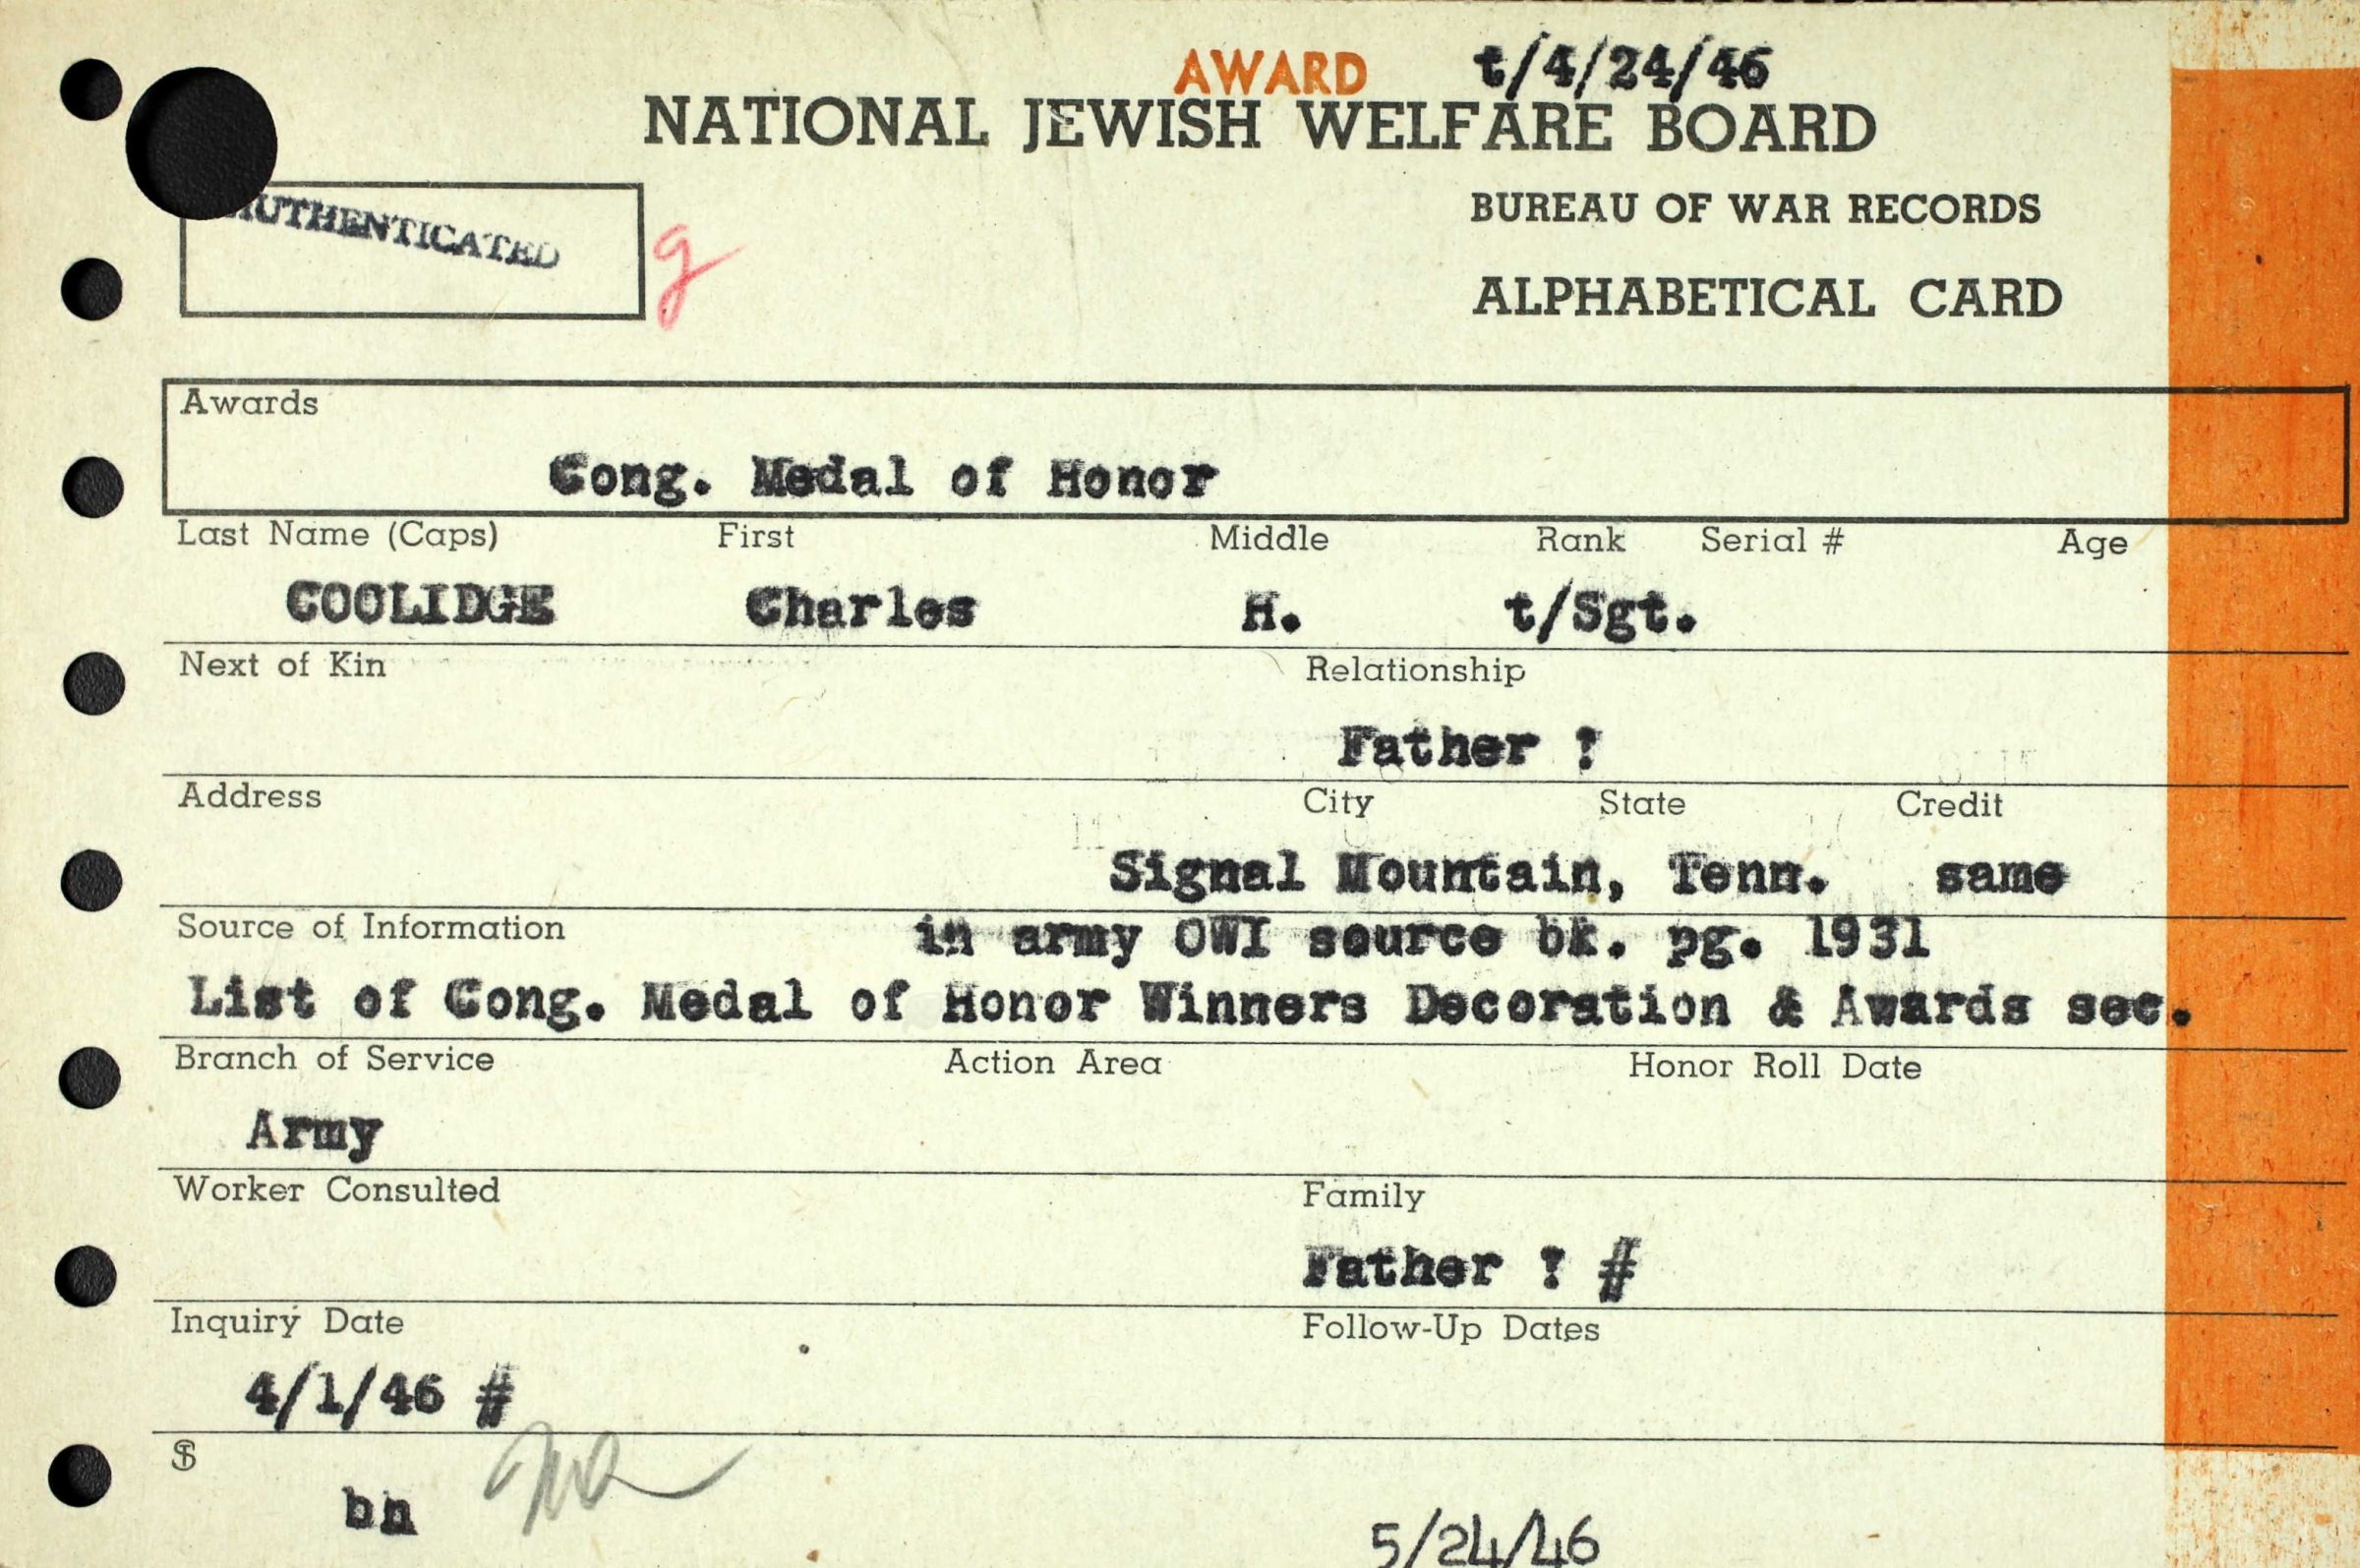 AWARD t/4/24/46
NATIONAL JEWISH WELFARE BOARD
BUREAU OF WAR RECORDS
AUTHENTICATED g
ALPHABETICAL CARD
Awards
Cong. Medal of Honor
Last Name (Caps) First Middle Rank Serial # Age
COOLIDGE Charles H. t/Sgt.
Next of Kin Relationship
Father ?
Address City State Credit
Signal Mountain, Tenn. same
Source of Information in army OWI source bk. pg. 1931
List of Cong. Medal of Honor Winners Decoration & Awards sec.
Branch of Service Action Area Honor Roll Date
Army
Worker Consulted Family
Father ? #
Inquiry Date Follow-Up Dates
4/1/46 #
bn
5/24/46